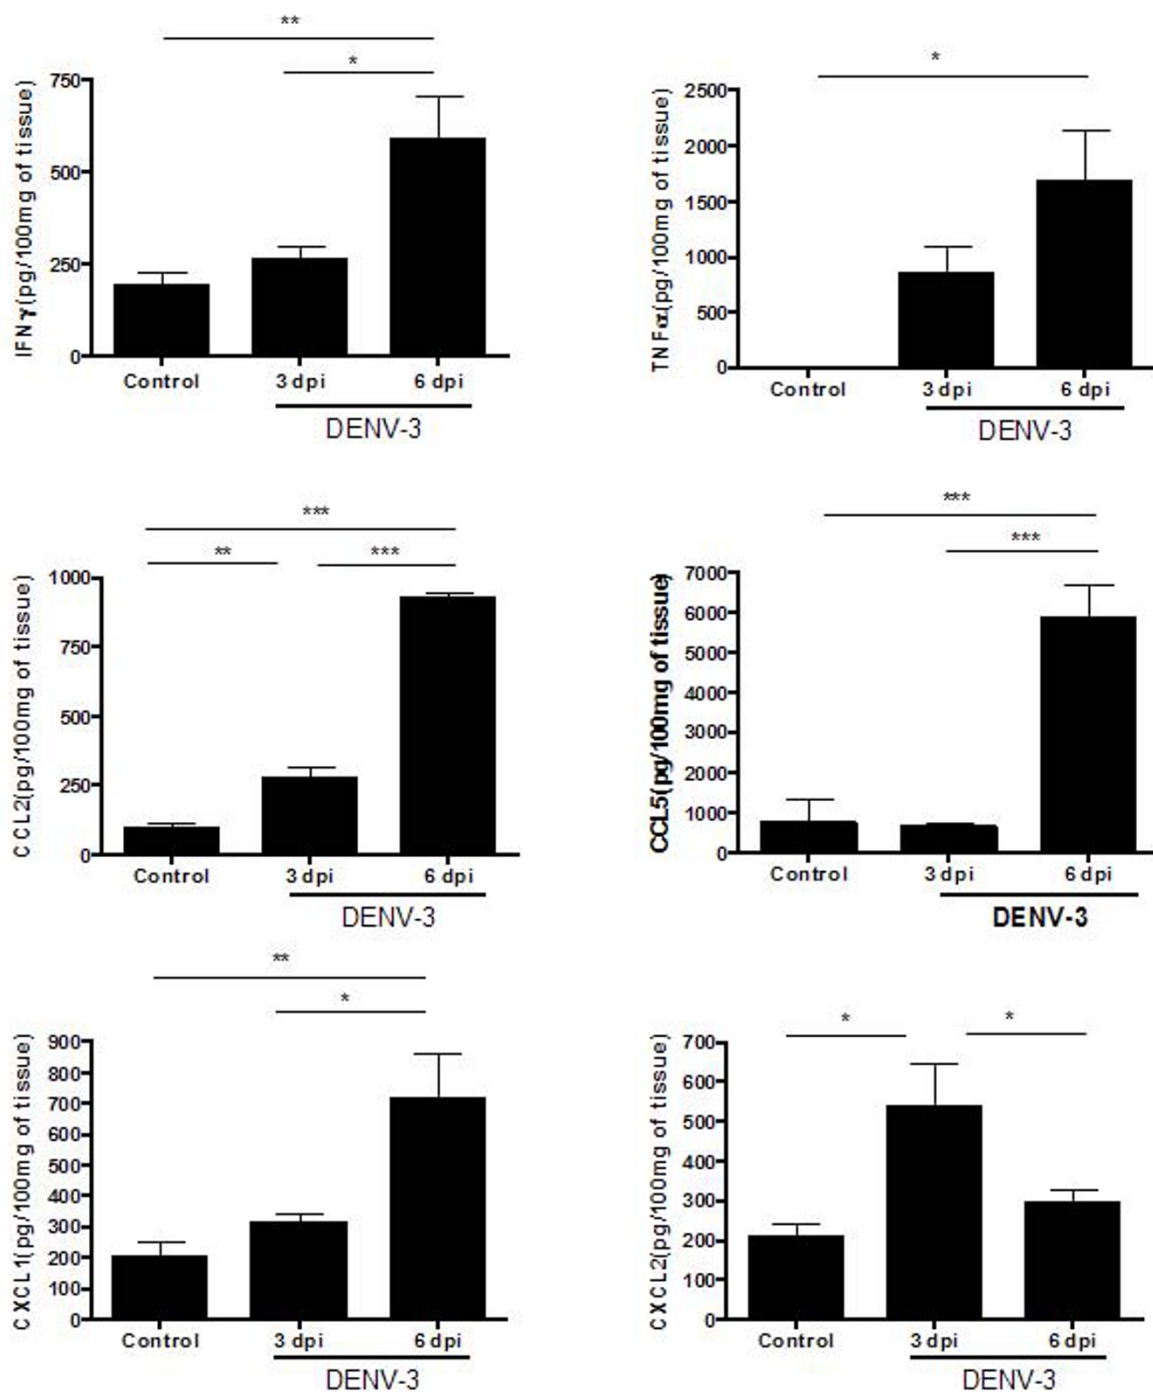 **
*
IFNγ(pg/100mg of tissue)
750
500
250
0
Control
3 dpi
6 dpi
DENV-3
*
TNFα(pg/100mg of tissue)
2500
2000
1500
1000
500
0
Control
3 dpi
6 dpi
DENV-3
***
**
***
CCL2(pg/100mg of tissue)
1000
750
500
250
0
Control
3 dpi
6 dpi
DENV-3
***
***
CCL5(pg/100mg of tissue)
7000
6000
5000
4000
3000
2000
1000
0
Control
3 dpi
6 dpi
DENV-3
**
*
CXCL1(pg/100mg of tissue)
900
800
700
600
500
400
300
200
100
0
Control
3 dpi
6 dpi
DENV-3
*
*
CXCL2(pg/100mg of tissue)
700
600
500
400
300
200
100
0
Control
3 dpi
6 dpi
DENV-3